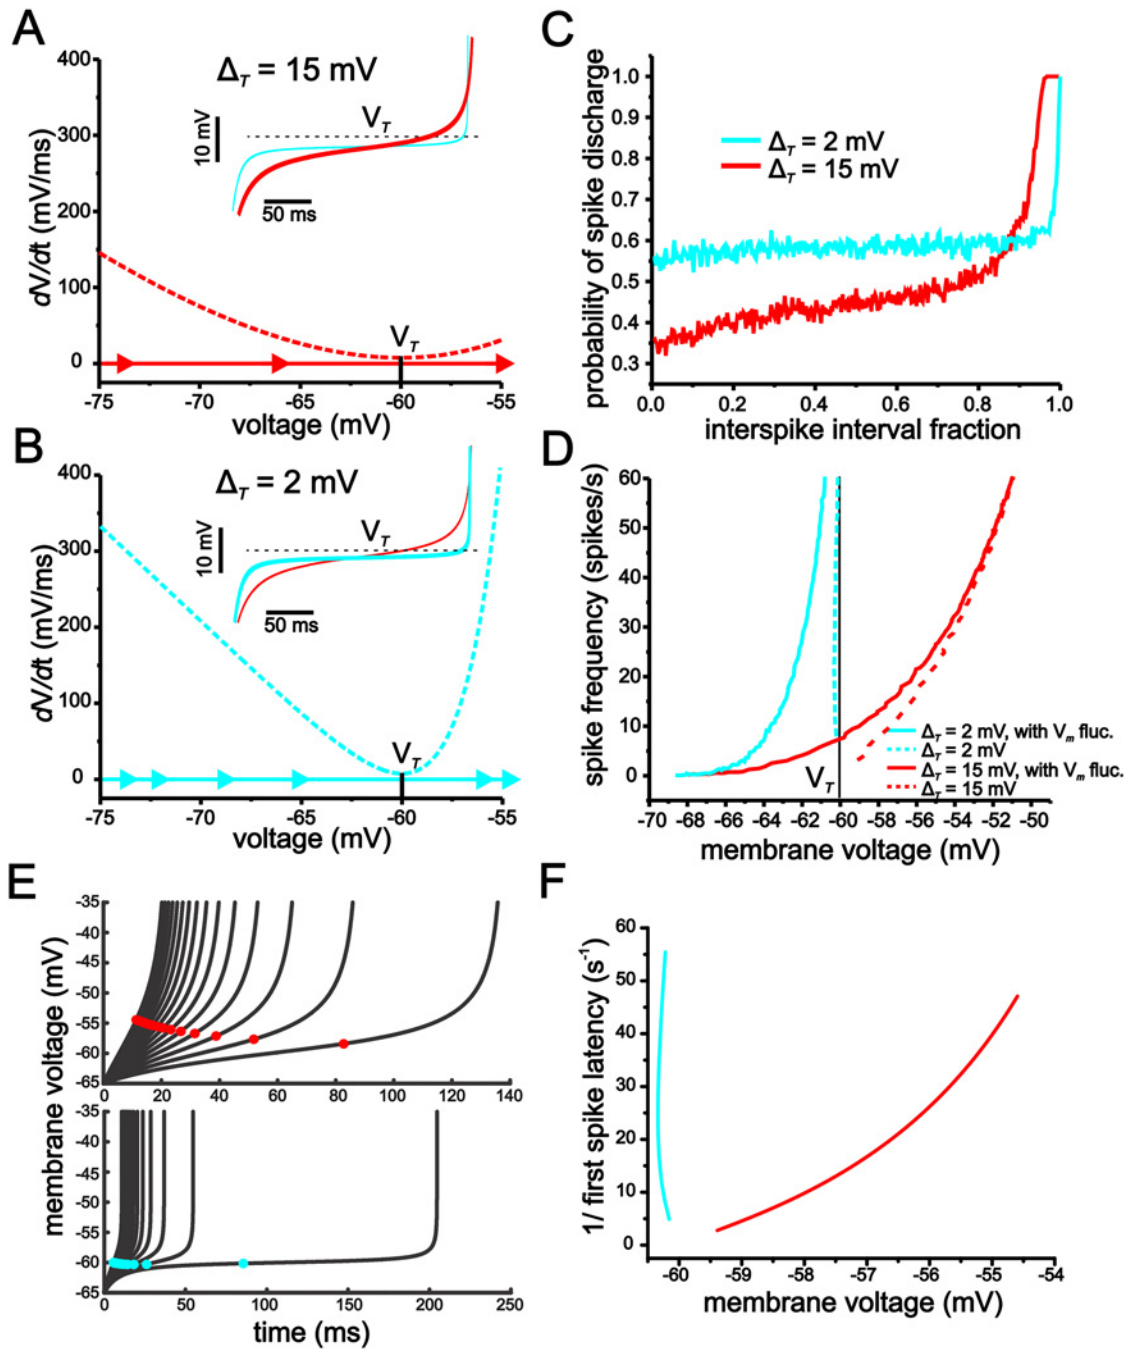 A
400
300
200
100
0
dV/dt (mV/ms)
Δ_T = 15 mV
10 mV
V_T
50 ms
V_T
-75
-70
-65
-60
-55
voltage (mV)
B
400
300
200
100
0
dV/dt (mV/ms)
Δ_T = 2 mV
10 mV
V_T
50 ms
V_T
-75
-70
-65
-60
-55
voltage (mV)
C
probability of spike discharge
1.0
0.9
0.8
0.7
0.6
0.5
0.4
0.3
Δ_T = 2 mV
Δ_T = 15 mV
0.0
0.2
0.4
0.6
0.8
1.0
interspike interval fraction
D
spike frequency (spikes/s)
60
50
40
30
20
10
0
V_T
Δ_T = 2 mV, with V_m fluc.
Δ_T = 2 mV
Δ_T = 15 mV, with V_m fluc.
Δ_T = 15 mV
-70 -68 -66 -64 -62 -60 -58 -56 -54 -52 -50
membrane voltage (mV)
E
membrane voltage (mV)
-35
-40
-45
-50
-55
-60
-65
0 20 40 60 80 100 120 140
-35
-40
-45
-50
-55
-60
-65
0 50 100 150 200 250
time (ms)
F
1/ first spike latency (s⁻¹)
60
50
40
30
20
10
0
-60 -59 -58 -57 -56 -55 -54
membrane voltage (mV)